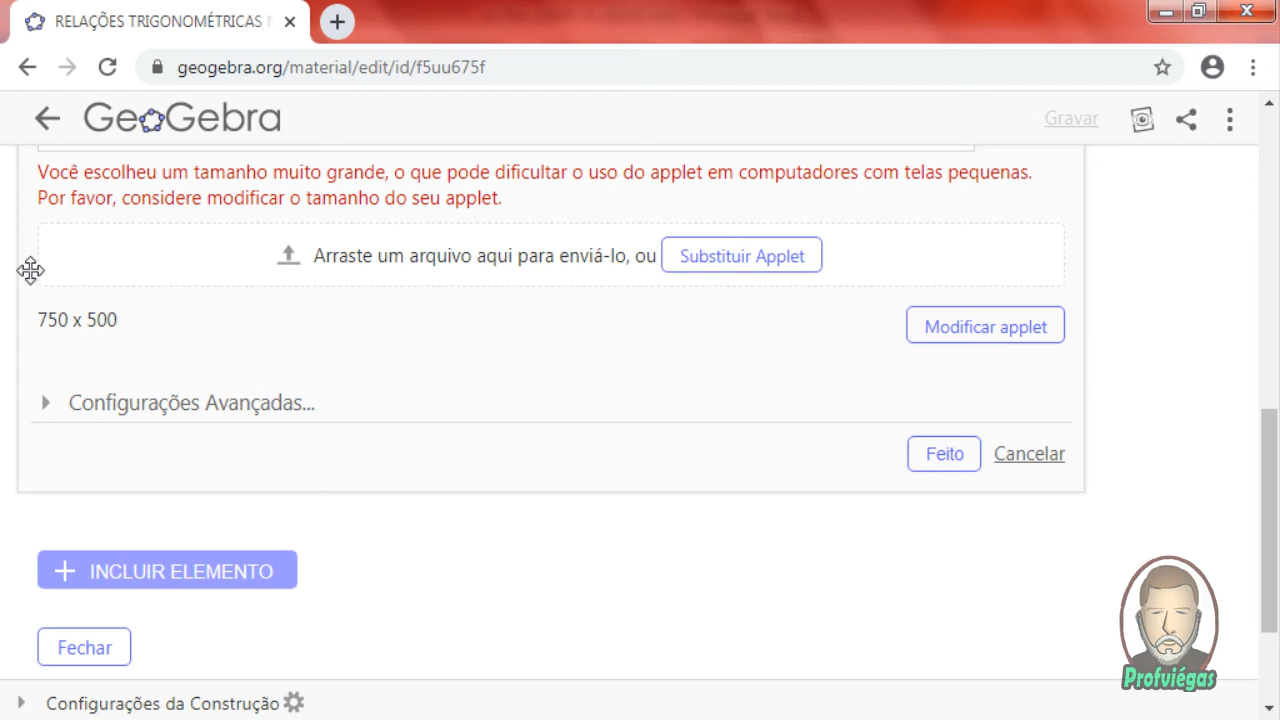 RELAÇÕES TRIGONOMÉTRICAS
geogebra.org/material/edit/id/f5uu675f
GeoGebra
Gravar
Você escolheu um tamanho muito grande, o que pode dificultar o uso do applet em computadores com telas pequenas.
Por favor, considere modificar o tamanho do seu applet.
Arraste um arquivo aqui para enviá-lo, ou Substituir Applet
750 x 500
Modificar applet
Configurações Avançadas...
Feito Cancelar
INCLUIR ELEMENTO
Fechar
Profviégas
Configurações da Construção